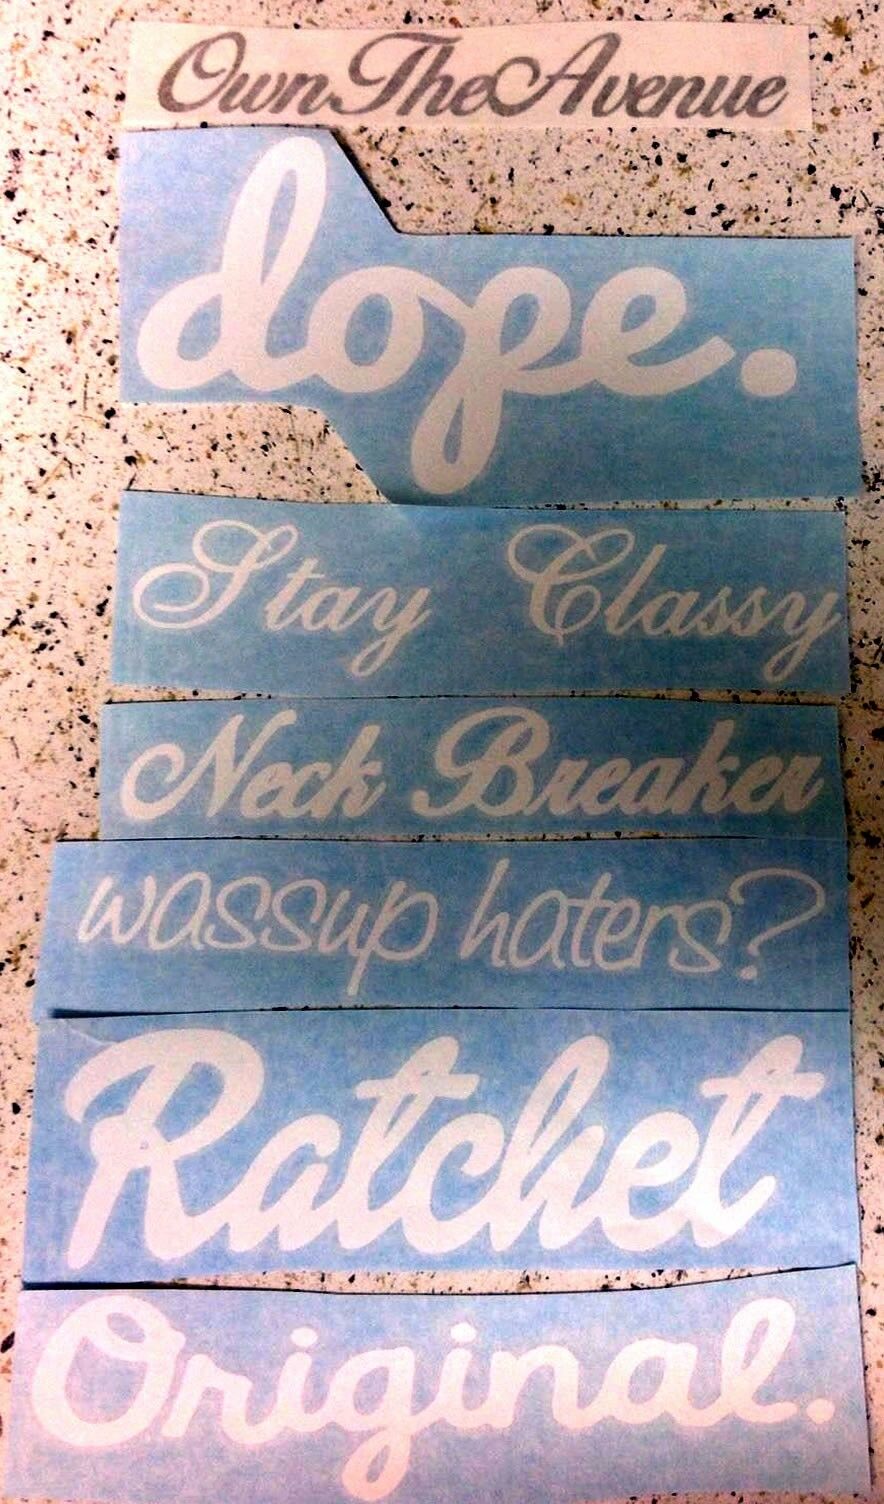 OwnTheAvenue
dope.
Stay Classy
Neck Breaker
wassup haters?
Ratchet
Original.